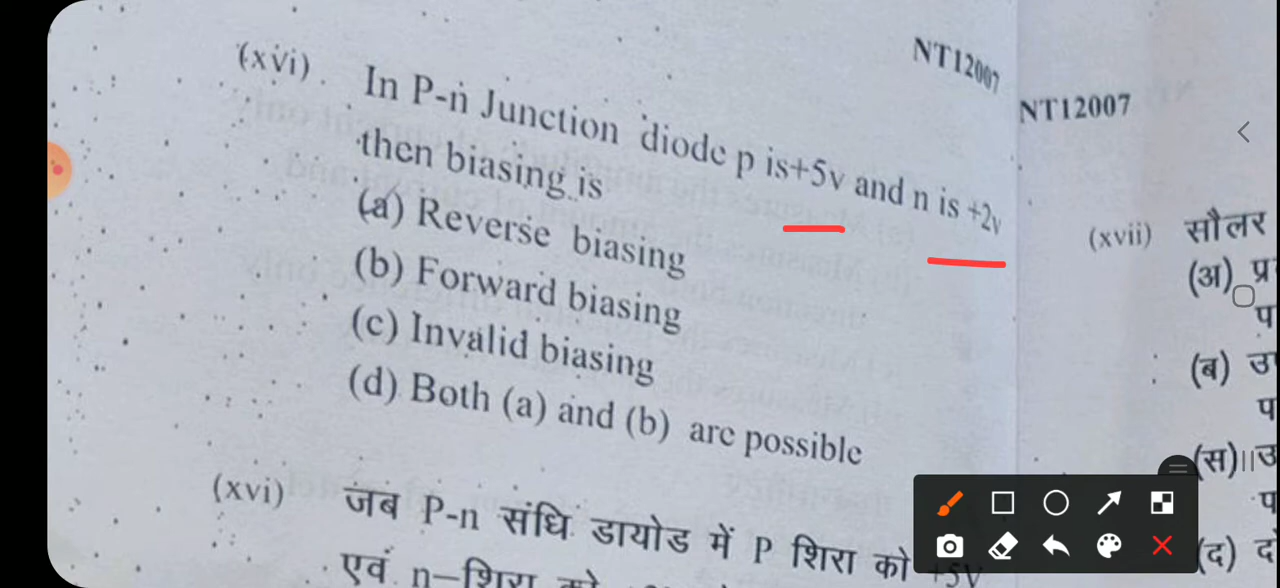 NT12007
(xvi). In P-n Junction diode p is+5v and n is +2v
then biasing is
(a) Reverse biasing
(b) Forward biasing
(c) Invalid biasing
(d) Both (a) and (b) are possible
(xvi) जब P-n संधि डायोड में P शिरा को +5V
एवं n-शिरा को
NT12007
(xvii) सौलर
(अ) प्र
प
(ब) उ
प
(स) उ
प
(द) द